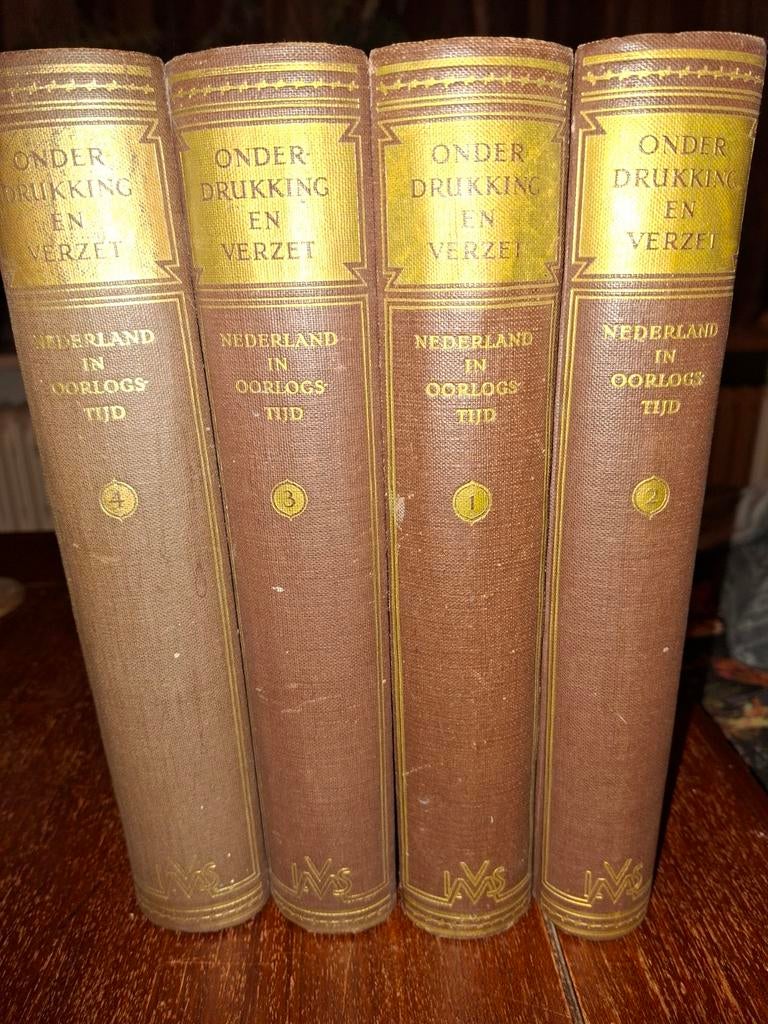 ONDER-
DRUKKING
EN
VERZET
NEDERLAND
IN
OORLOGS-
TIJD
4
ONDER-
DRUKKING
EN
VERZET
NEDERLAND
IN
OORLOGS-
TIJD
3
ONDER
DRUKKING
EN
VERZET
NEDERLAND
IN
OORLOGS-
TIJD
1
ONDER
DRUKKING
EN
VERZET
NEDERLAND
IN
OORLOGS-
TIJD
2